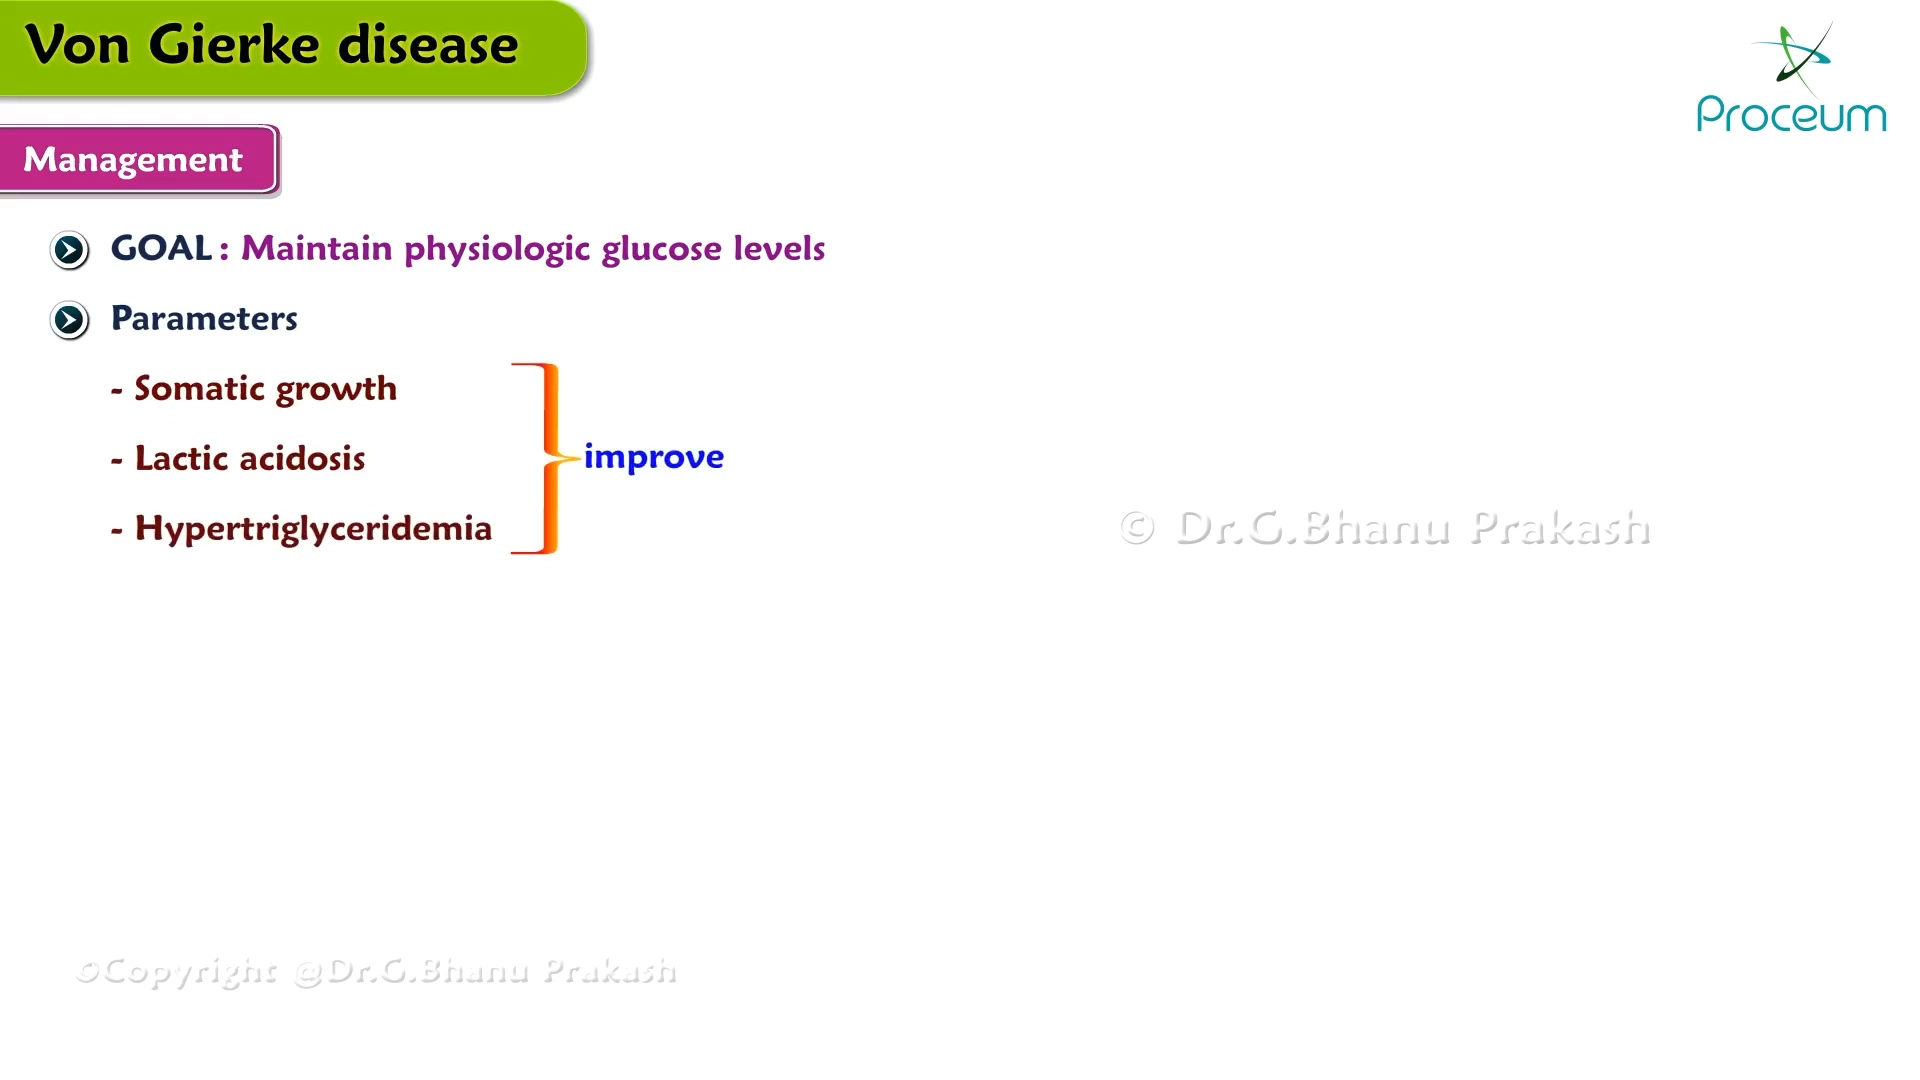 Von Gierke disease
Proceum
Management
GOAL : Maintain physiologic glucose levels
Parameters
- Somatic growth
- Lactic acidosis
improve
- Hypertriglyceridemia
© Dr.G.Bhanu Prakash
©Copyright @Dr.G.Bhanu Prakash